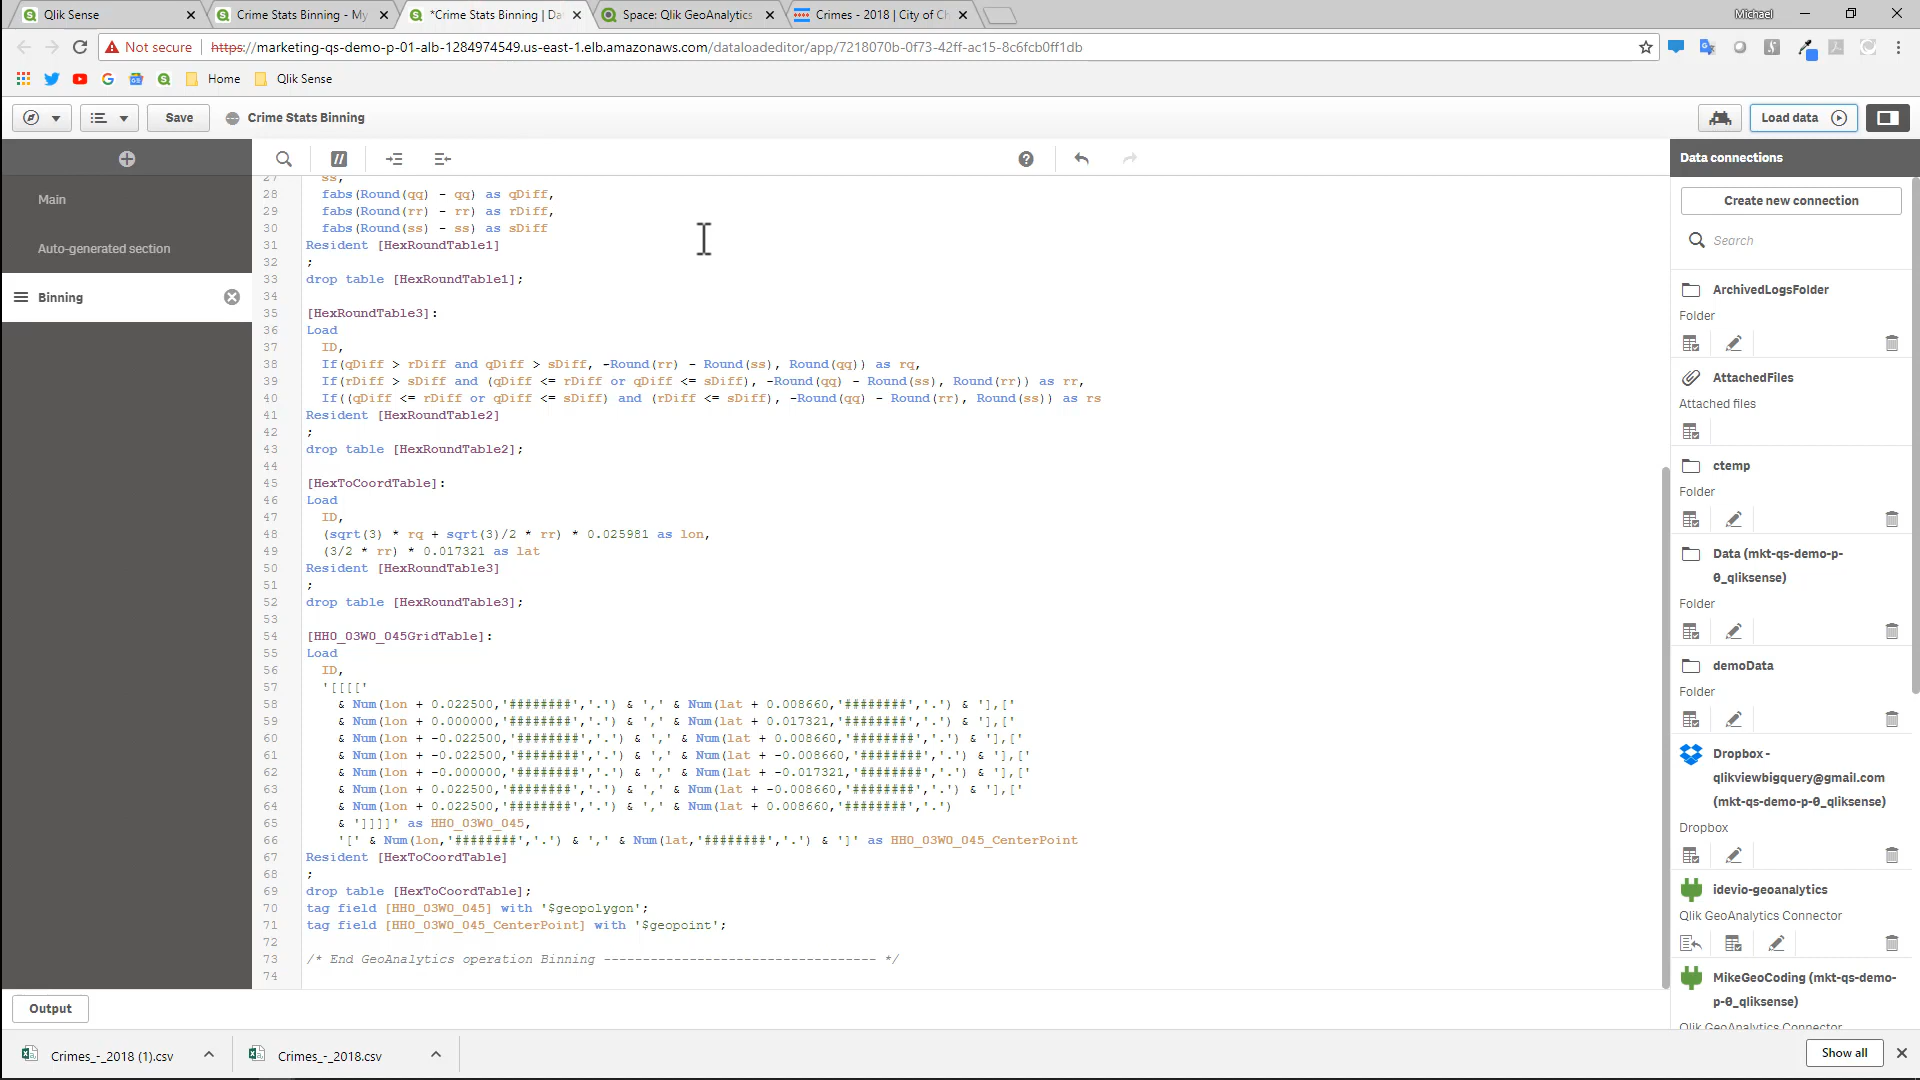 Qlik Sense
Crime Stats Binning - My
*Crime Stats Binning | Da
Space: Qlik GeoAnalytics
Crimes - 2018 | City of Ch
Michael
Not secure | https://marketing-qs-demo-p-01-alb-1284974549.us-east-1.elb.amazonaws.com/dataloadeditor/app/7218070b-0f73-42ff-ac15-8c6fcb0ff1db
Home
Qlik Sense
Save
Crime Stats Binning
Load data
Main
Auto-generated section
Binning
27 ss,
28 fabs(Round(qq) - qq) as qDiff,
29 fabs(Round(rr) - rr) as rDiff,
30 fabs(Round(ss) - ss) as sDiff
31 Resident [HexRoundTable1]
32 ;
33 drop table [HexRoundTable1];
34
35 [HexRoundTable3]:
36 Load
37 ID,
38 If(qDiff > rDiff and qDiff > sDiff, -Round(rr) - Round(ss), Round(qq)) as rq,
39 If(rDiff > sDiff and (qDiff <= rDiff or qDiff <= sDiff), -Round(qq) - Round(ss), Round(rr)) as rr,
40 If((qDiff <= rDiff or qDiff <= sDiff) and (rDiff <= sDiff), -Round(qq) - Round(rr), Round(ss)) as rs
41 Resident [HexRoundTable2]
42 ;
43 drop table [HexRoundTable2];
44
45 [HexToCoordTable]:
46 Load
47 ID,
48 (sqrt(3) * rq + sqrt(3)/2 * rr) * 0.025981 as lon,
49 (3/2 * rr) * 0.017321 as lat
50 Resident [HexRoundTable3]
51 ;
52 drop table [HexRoundTable3];
53
54 [HH0_03W0_045GridTable]:
55 Load
56 ID,
57 '[[[['
58 & Num(lon + 0.022500,'########','.') & ',' & Num(lat + 0.008660,'########','.') & '],['
59 & Num(lon + 0.000000,'########','.') & ',' & Num(lat + 0.017321,'########','.') & '],['
60 & Num(lon + -0.022500,'########','.') & ',' & Num(lat + 0.008660,'########','.') & '],['
61 & Num(lon + -0.022500,'########','.') & ',' & Num(lat + -0.008660,'########','.') & '],['
62 & Num(lon + -0.000000,'########','.') & ',' & Num(lat + -0.017321,'########','.') & '],['
63 & Num(lon + 0.022500,'########','.') & ',' & Num(lat + -0.008660,'########','.') & '],['
64 & Num(lon + 0.022500,'########','.') & ',' & Num(lat + 0.008660,'########','.')
65 & ']]]]' as HH0_03W0_045,
66 '[' & Num(lon,'########','.') & ',' & Num(lat,'########','.') & ']' as HH0_03W0_045_CenterPoint
67 Resident [HexToCoordTable]
68 ;
69 drop table [HexToCoordTable];
70 tag field [HH0_03W0_045] with '$geopolygon';
71 tag field [HH0_03W0_045_CenterPoint] with '$geopoint';
72
73 /* End GeoAnalytics operation Binning ----------------------------------- */
74
Data connections
Create new connection
Search
ArchivedLogsFolder
Folder
AttachedFiles
Attached files
ctemp
Folder
Data (mkt-qs-demo-p-
0_qliksense)
Folder
demoData
Folder
Dropbox -
qlikviewbigquery@gmail.com
(mkt-qs-demo-p-0_qliksense)
Dropbox
idevio-geoanalytics
Qlik GeoAnalytics Connector
MikeGeoCoding (mkt-qs-demo-
p-0_qliksense)
Qlik GeoAnalytics Connector
Output
Crimes_-_2018 (1).csv
Crimes_-_2018.csv
Show all